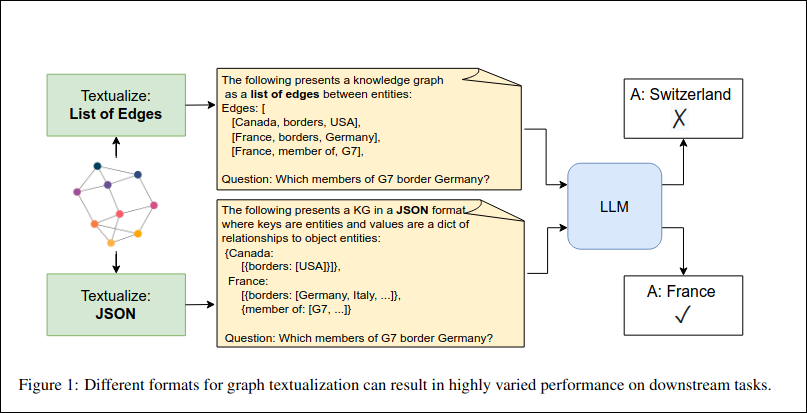 Textualize:
List of Edges
The following presents a knowledge graph
as a list of edges between entities:
Edges: [
[Canada, borders, USA],
[France, borders, Germany],
[France, member of, G7],
Question: Which members of G7 border Germany?
A: Switzerland
✗
LLM
Textualize:
JSON
The following presents a KG in a JSON format
where keys are entities and values are a dict of
relationships to object entities:
{Canada:
[{borders: [USA]}]},
France:
[{borders: [Germany, Italy, ...]},
{member of: [G7, ...]}
Question: Which members of G7 border Germany?
A: France
✓
Figure 1: Different formats for graph textualization can result in highly varied performance on downstream tasks.